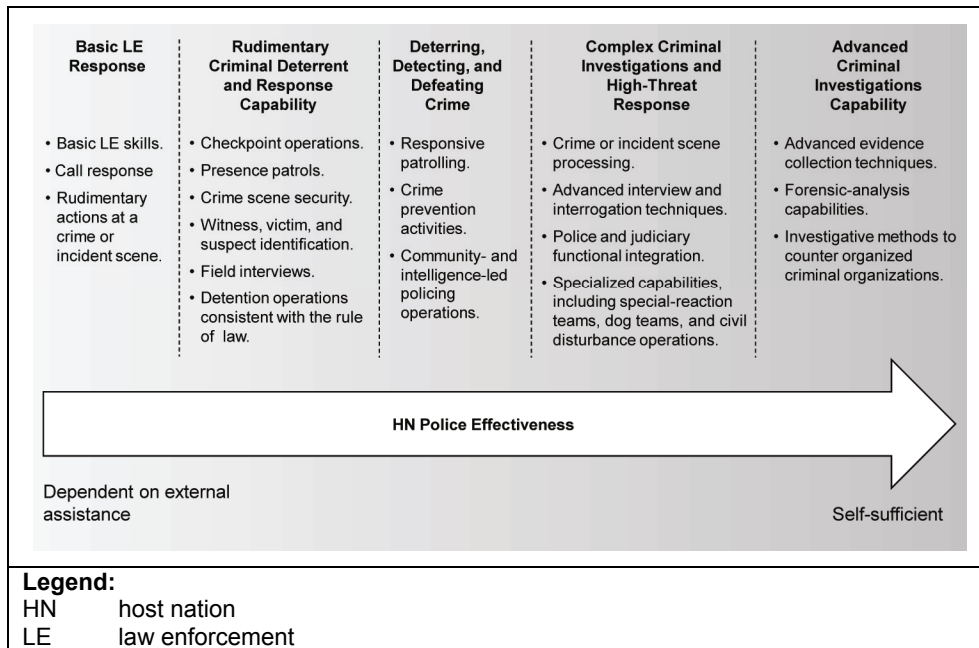 Basic LE
Response
Rudimentary
Criminal Deterrent
and Response
Capability
Deterring,
Detecting, and
Defeating
Crime
Complex Criminal
Investigations and
High-Threat
Response
Advanced
Criminal
Investigations
Capability
• Basic LE skills.
• Call response
• Rudimentary
actions at a
crime or
incident scene.
• Checkpoint operations.
• Presence patrols.
• Crime scene security.
• Witness, victim, and
suspect identification.
• Field interviews.
• Detention operations
consistent with the rule
of law.
• Responsive
patrolling.
• Crime
prevention
activities.
• Community- and
intelligence-led
policing
operations.
• Crime or incident scene
processing.
• Advanced interview and
interrogation techniques.
• Police and judiciary
functional integration.
• Specialized capabilities,
including special-reaction
teams, dog teams, and civil
disturbance operations.
• Advanced evidence
collection techniques.
• Forensic-analysis
capabilities.
• Investigative methods to
counter organized
criminal organizations.
HN Police Effectiveness
Dependent on external
assistance
Self-sufficient
Legend:
HN host nation
LE law enforcement